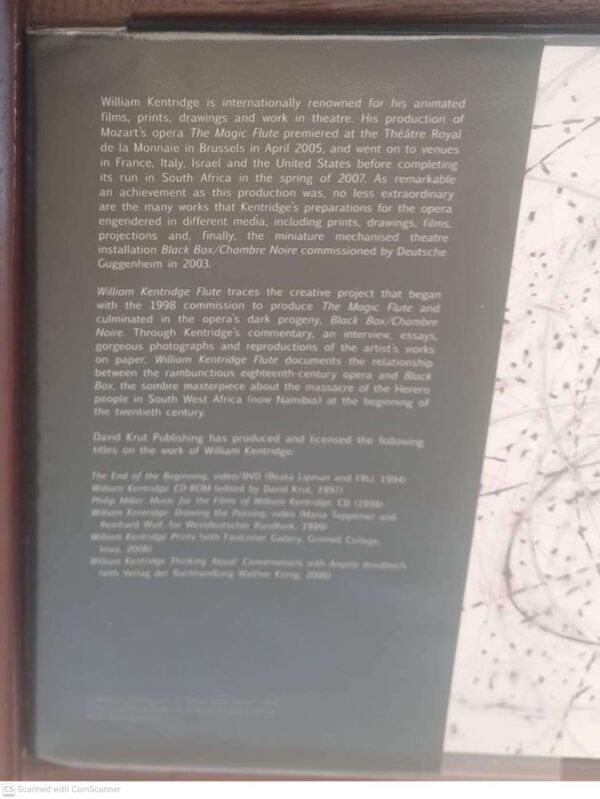 William Kentridge is internationally renowned for his animated
films, prints, drawings and work in theatre. His production of
Mozart's opera The Magic Flute premiered at the Théâtre Royal
de la Monnaie in Brussels in April 2005, and went on to venues
in France, Italy, Israel and the United States before completing
its run in South Africa in the spring of 2007. As remarkable
an achievement as this production was, no less extraordinary
are the many works that Kentridge's preparations for the opera
engendered in different media, including prints, drawings, films,
projections and, finally, the miniature mechanised theatre
installation Black Box/Chambre Noire commissioned by Deutsche
Guggenheim in 2003.
William Kentridge Flute traces the creative project that began
with the 1998 commission to produce The Magic Flute and
culminated in the opera's dark progeny, Black Box/Chambre
Noire. Through Kentridge's commentary, an interview, essays,
gorgeous photographs and reproductions of the artist's works
on paper, William Kentridge Flute documents the relationship
between the rambunctious eighteenth-century opera and Black
Box, the sombre masterpiece about the massacre of the Herero
people in South West Africa (now Namibia) at the beginning of
the twentieth century.
David Krut Publishing has produced and licensed the following
titles on the work of William Kentridge:
The End of the Beginning, video/DVD (Beata Lipman and FRU, 1994)
William Kentridge CD-ROM (edited by David Krut, 1997)
Philip Miller: Music for the Films of William Kentridge, CD (1998)
William Kentridge: Drawing the Passing, video (Maria Tappeiner and
Reinhard Wulf, for Westdeutscher Rundfunk, 1999)
William Kentridge Prints (with Faulconer Gallery, Grinnell College,
Iowa, 2006)
William Kentridge Thinking Aloud: Conversations with Angela Breidbach
(with Verlag der Buchhandlung Walther König, 2006)
CS Scanned with CamScanner